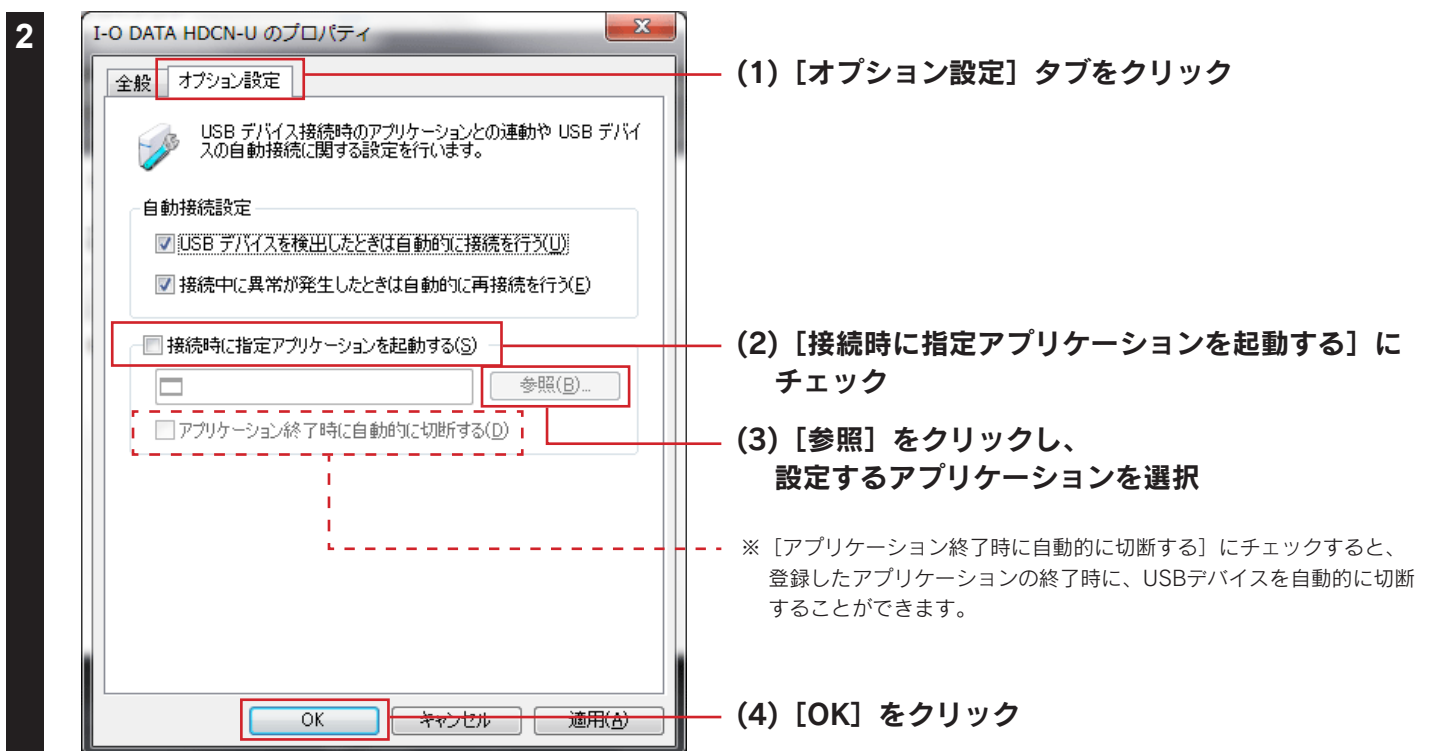 2
I-O DATA HDCN-U のプロパティ
全般
オプション設定
USB デバイス接続時のアプリケーションとの連動や USB デバイ
スの自動接続に関する設定を行います。
自動接続設定
USB デバイスを検出したときは自動的に接続を行う(U)
接続中に異常が発生したときは自動的に再接続を行う(E)
接続時に指定アプリケーションを起動する(S)
参照(B)...
アプリケーション終了時に自動的に切断する(D)
OK
キャンセル
適用(A)
(1)［オプション設定］タブをクリック
(2)［接続時に指定アプリケーションを起動する］に
チェック
(3)［参照］をクリックし、
設定するアプリケーションを選択
※［アプリケーション終了時に自動的に切断する］にチェックすると、
登録したアプリケーションの終了時に、USBデバイスを自動的に切断
することができます。
(4)［OK］をクリック